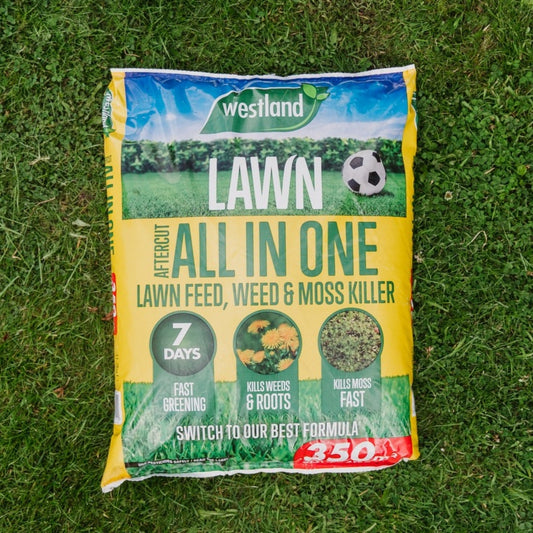 westland
LAWN
AFTERCUT
ALL IN ONE
LAWN FEED, WEED & MOSS KILLER
7
DAYS
FAST
GREENING
KILLS WEEDS
& ROOTS
KILLS MOSS
FAST
SWITCH TO OUR BEST FORMULA
350m²